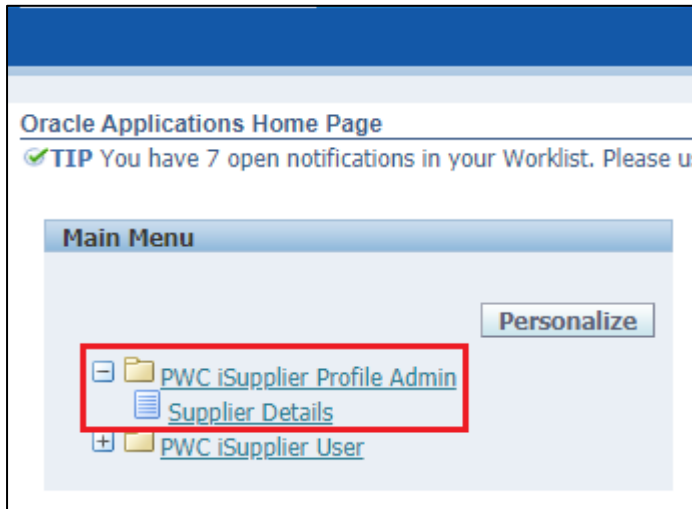 Oracle Applications Home Page
TIP You have 7 open notifications in your Worklist. Please
Main Menu
Personalize
PWC iSupplier Profile Admin
Supplier Details
PWC iSupplier User